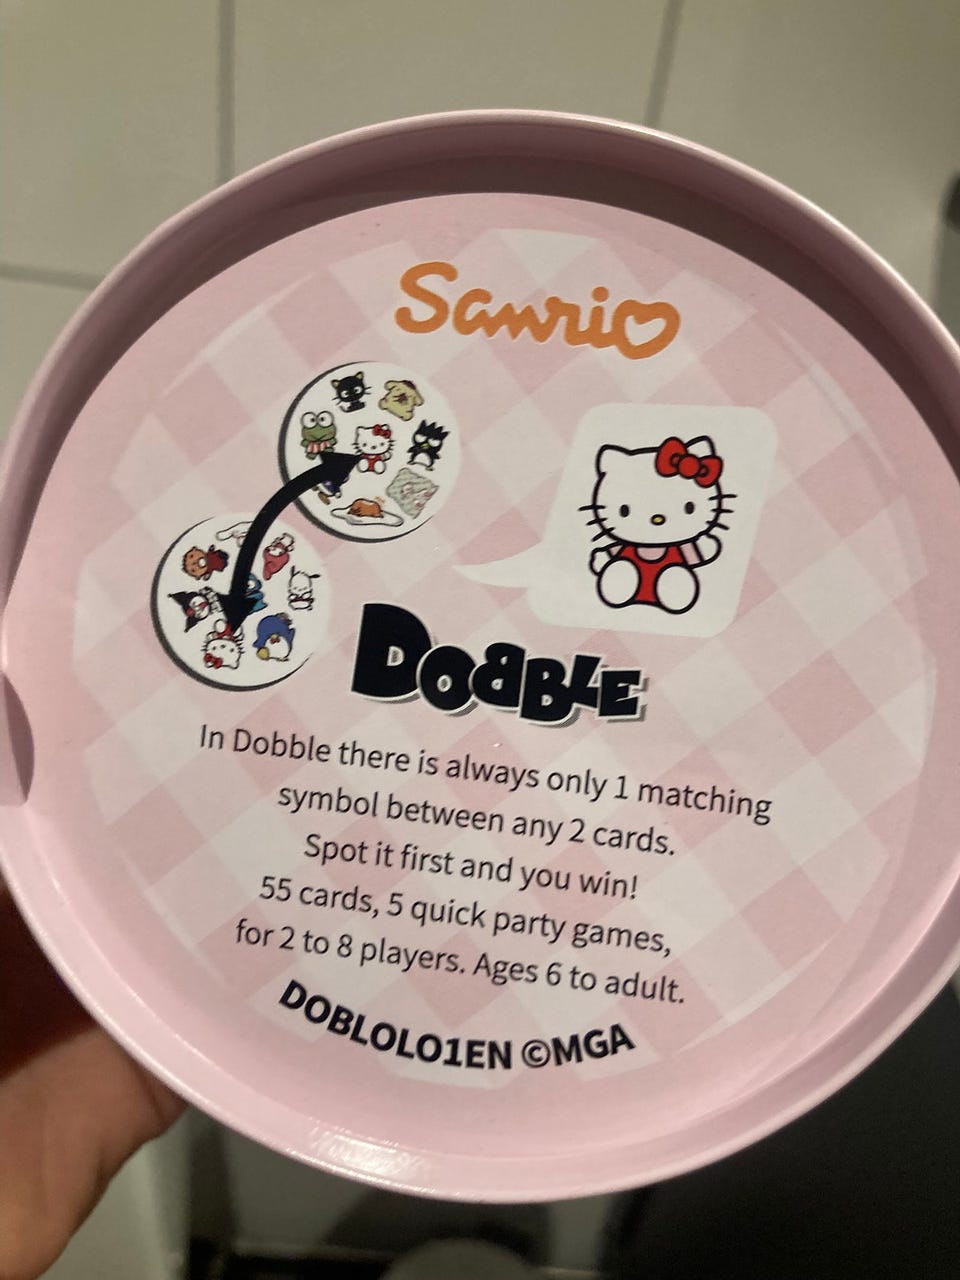 Sanrio
DOBBLE
In Dobble there is always only 1 matching
symbol between any 2 cards.
Spot it first and you win!
55 cards, 5 quick party games,
for 2 to 8 players. Ages 6 to adult.
DOBLOLO1EN ©MGA